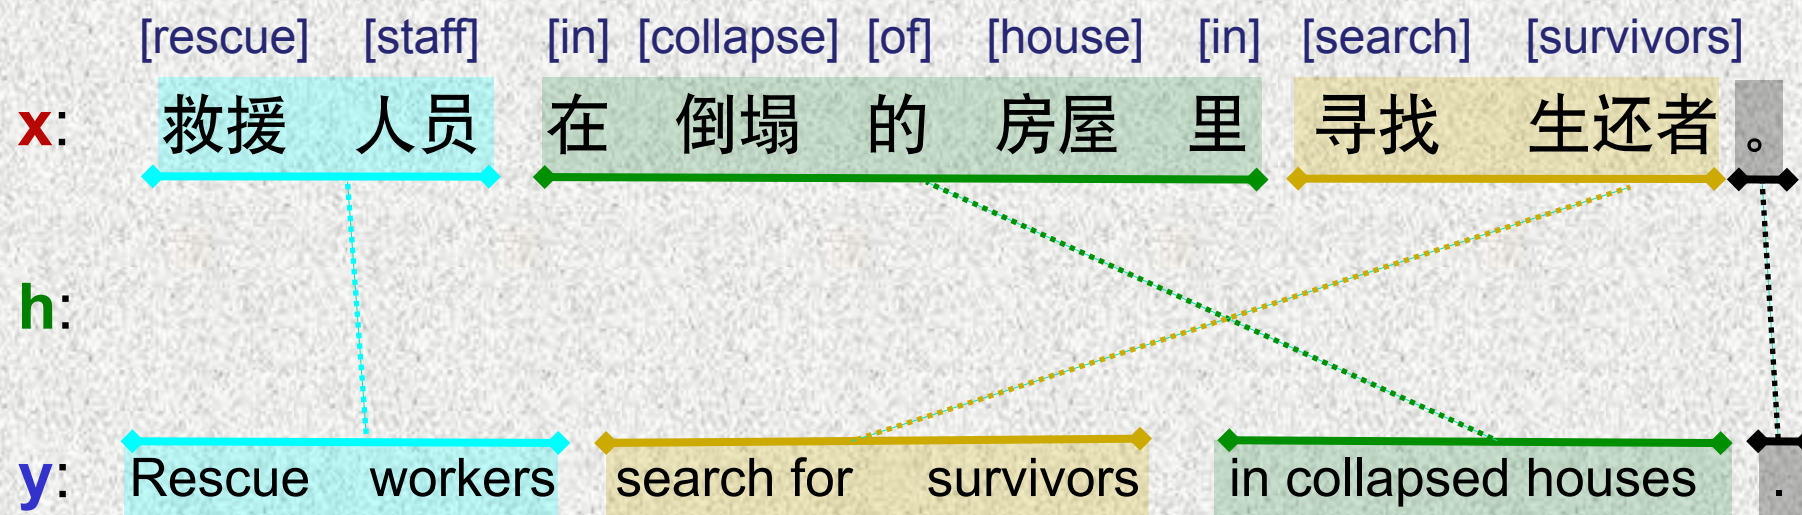 [rescue] [staff] [in] [collapse] [of] [house] [in] [search] [survivors]
x: 救援 人员 在 倒塌 的 房屋 里 寻找 生还者 。
h:
y: Rescue workers search for survivors in collapsed houses .